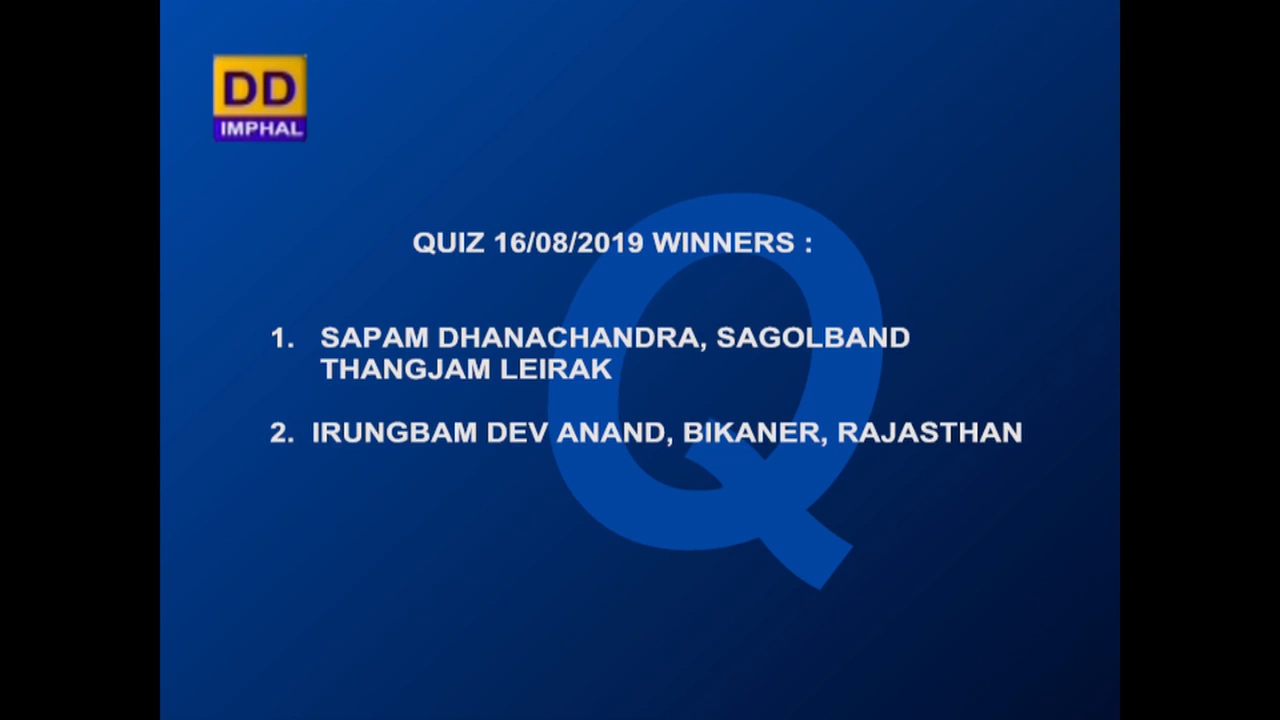 DD
IMPHAL
QUIZ 16/08/2019 WINNERS :
1. SAPAM DHANACHANDRA, SAGOLBAND
THANGJAM LEIRAK
2. IRUNGBAM DEV ANAND, BIKANER, RAJASTHAN
Q